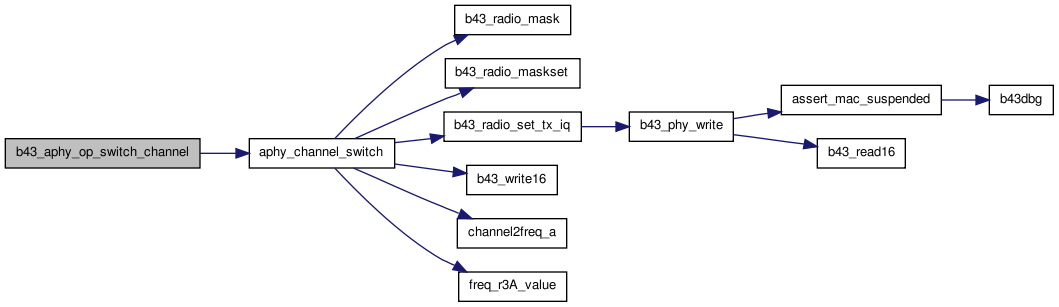 b43_radio_mask
b43_radio_maskset
assert_mac_suspended
b43dbg
b43_radio_set_tx_iq
b43_phy_write
b43_aphy_op_switch_channel
aphy_channel_switch
b43_read16
b43_write16
channel2freq_a
freq_r3A_value